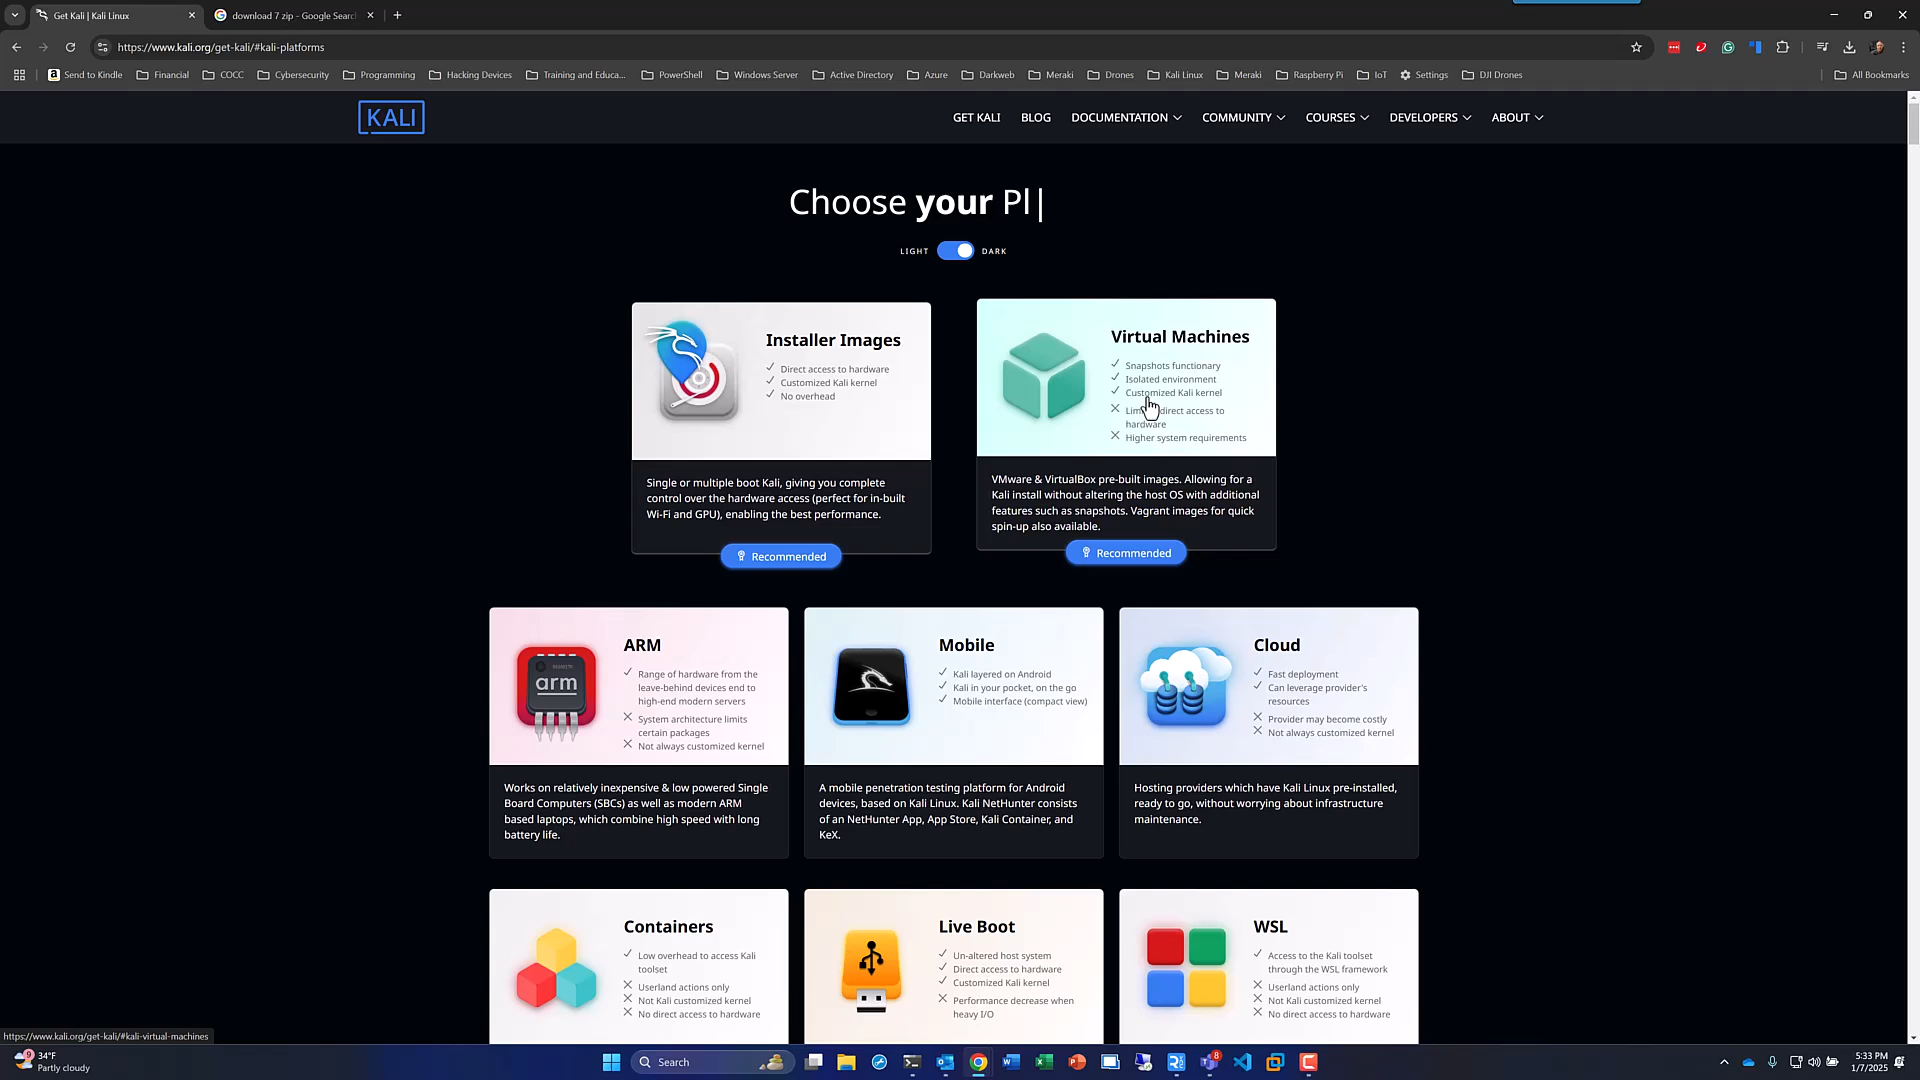 Get Kali | Kali Linux
download 7 zip - Google Searc
https://www.kali.org/get-kali/#kali-platforms
Send to Kindle
Financial
COCC
Cybersecurity
Programming
Hacking Devices
Training and Educa...
PowerShell
Windows Server
Active Directory
Azure
Darkweb
Meraki
Drones
Kali Linux
Meraki
Raspberry Pi
IoT
Settings
DJI Drones
All Bookmarks
KALI
GET KALI
BLOG
DOCUMENTATION
COMMUNITY
COURSES
DEVELOPERS
ABOUT
Choose your Pl|
LIGHT
DARK
Installer Images
Direct access to hardware
Customized Kali kernel
No overhead
Single or multiple boot Kali, giving you complete
control over the hardware access (perfect for in-built
Wi-Fi and GPU), enabling the best performance.
Recommended
Virtual Machines
Snapshots functionary
Isolated environment
Customized Kali kernel
direct access to
hardware
Higher system requirements
VMware & VirtualBox pre-built images. Allowing for a
Kali install without altering the host OS with additional
features such as snapshots. Vagrant images for quick
spin-up also available.
Recommended
ARM
arm
Range of hardware from the
leave-behind devices end to
high-end modern servers
System architecture limits
certain packages
Not always customized kernel
Works on relatively inexpensive & low powered Single
Board Computers (SBCs) as well as modern ARM
based laptops, which combine high speed with long
battery life.
Mobile
Kali layered on Android
Kali in your pocket, on the go
Mobile interface (compact view)
A mobile penetration testing platform for Android
devices, based on Kali Linux. Kali NetHunter consists
of an NetHunter App, App Store, Kali Container, and
KeX.
Cloud
Fast deployment
Can leverage provider's
resources
Provider may become costly
Not always customized kernel
Hosting providers which have Kali Linux pre-installed,
ready to go, without worrying about infrastructure
maintenance.
Containers
Low overhead to access Kali
toolset
Userland actions only
Not Kali customized kernel
No direct access to hardware
Live Boot
Un-altered host system
Direct access to hardware
Customized Kali kernel
Performance decrease when
heavy I/O
WSL
Access to the Kali toolset
through the WSL framework
Userland actions only
Not Kali customized kernel
No direct access to hardware
https://www.kali.org/get-kali/#kali-virtual-machines
34°F
Partly cloudy
Search
8
5:33 PM
1/7/2025